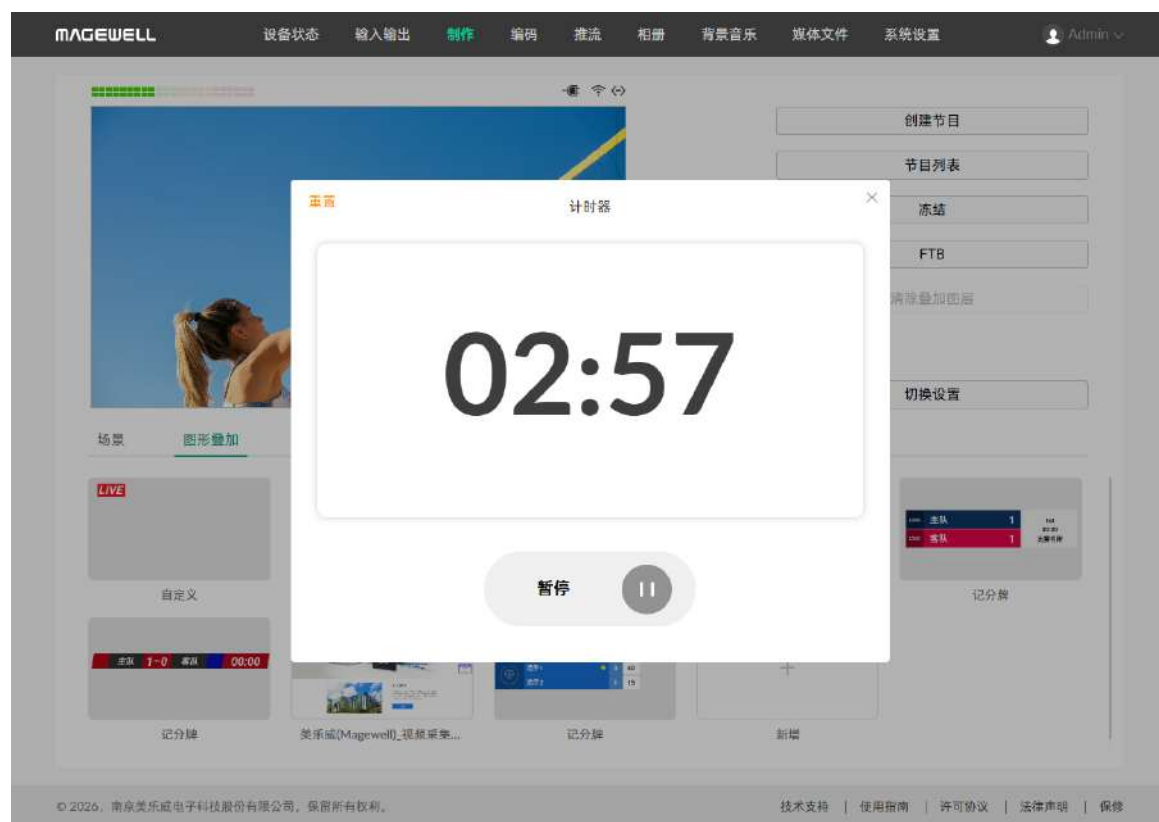 MAGEWELL 设备状态 输入输出 制作 编码 推流 相册 背景音乐 媒体文件 系统设置 Admin
创建节目
节目列表
冻结
FTB
清除叠加图层
切换设置
重置 计时器
02:57
暂停
场景 图形叠加
LIVE
主队 1
客队 1
自定义 记分牌
主队 1-0 客队 00:00
记分牌 美乐威(Magewell)_视频采集... 记分牌 新增
© 2026，南京美乐威电子科技股份有限公司，保留所有权利。 技术支持 | 使用指南 | 许可协议 | 法律声明 | 保修